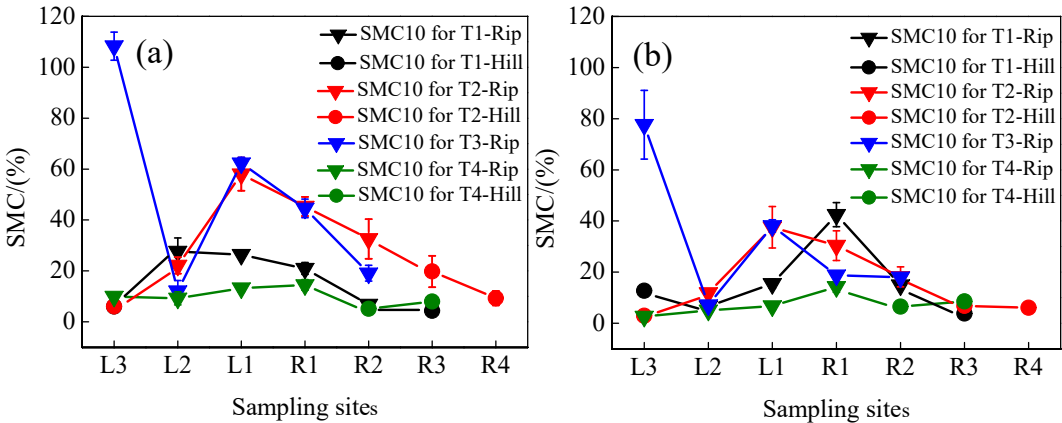 (a)
120
100
80
60
40
20
0
SMC/(%)
SMC10 for T1-Rip
SMC10 for T1-Hill
SMC10 for T2-Rip
SMC10 for T2-Hill
SMC10 for T3-Rip
SMC10 for T4-Rip
SMC10 for T4-Hill
L3 L2 L1 R1 R2 R3 R4
Sampling sites
(b)
120
100
80
60
40
20
0
SMC/(%)
SMC10 for T1-Rip
SMC10 for T1-Hill
SMC10 for T2-Rip
SMC10 for T2-Hill
SMC10 for T3-Rip
SMC10 for T4-Rip
SMC10 for T4-Hill
L3 L2 L1 R1 R2 R3 R4
Sampling sites